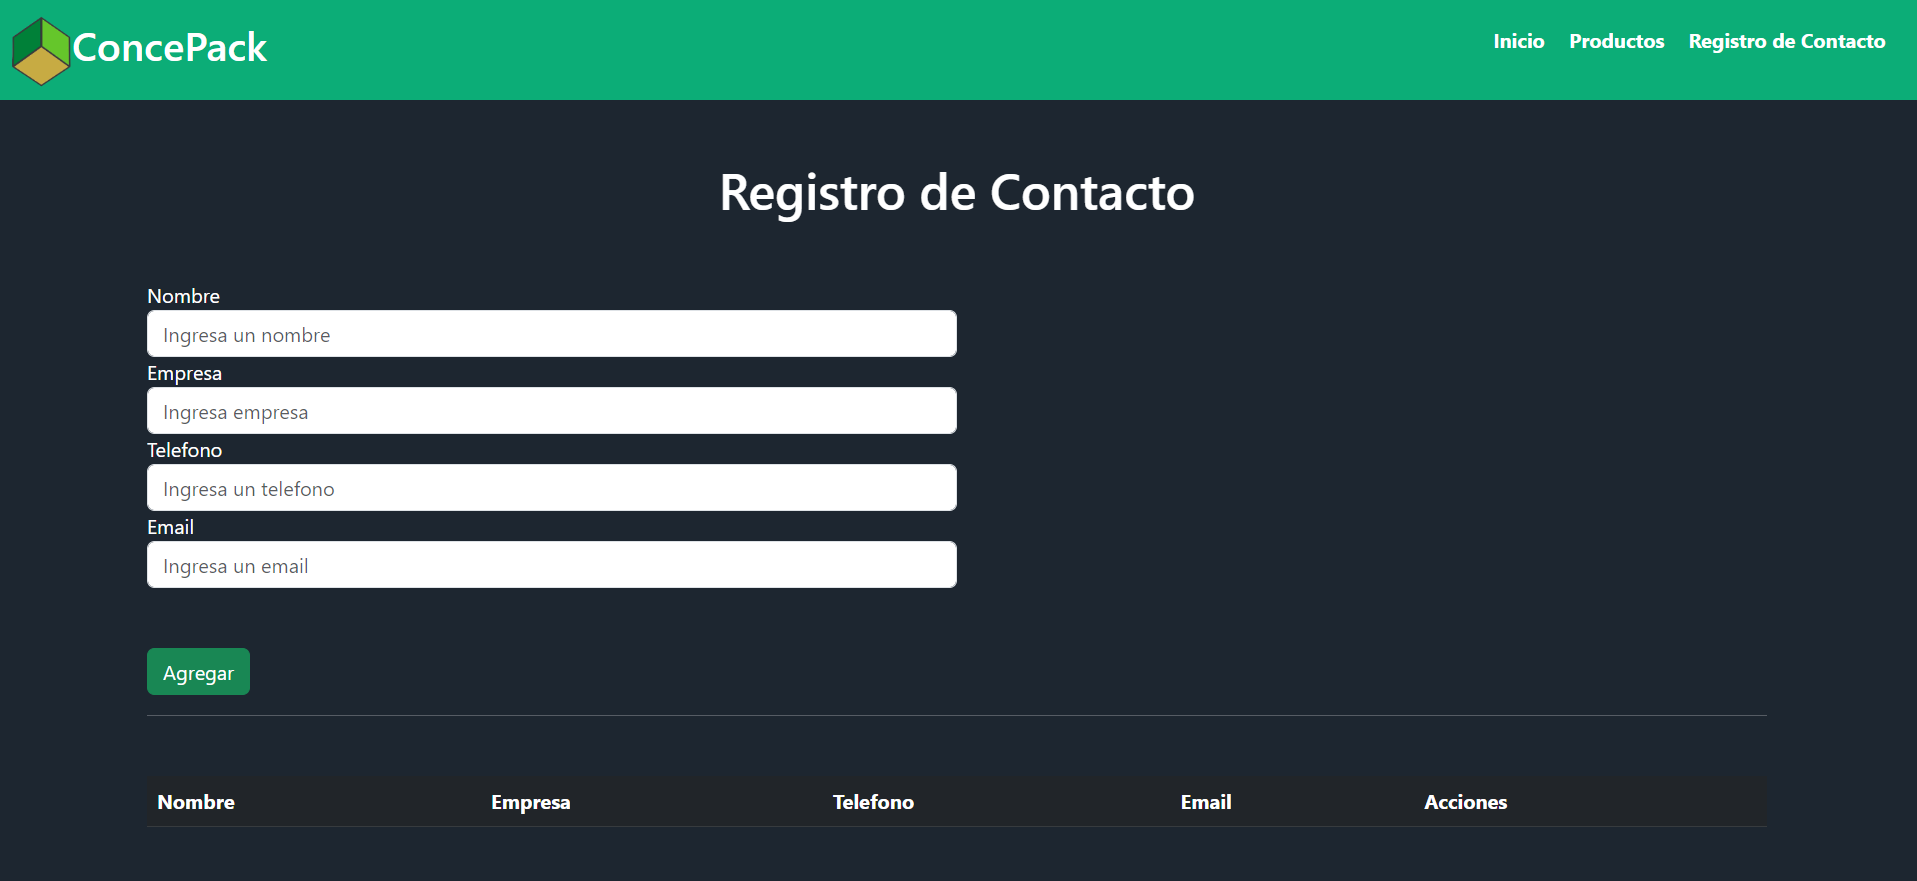 ConcePack
Inicio Productos Registro de Contacto
Registro de Contacto
Nombre
Ingresa un nombre
Empresa
Ingresa empresa
Telefono
Ingresa un telefono
Email
Ingresa un email
Agregar
Nombre Empresa Telefono Email Acciones